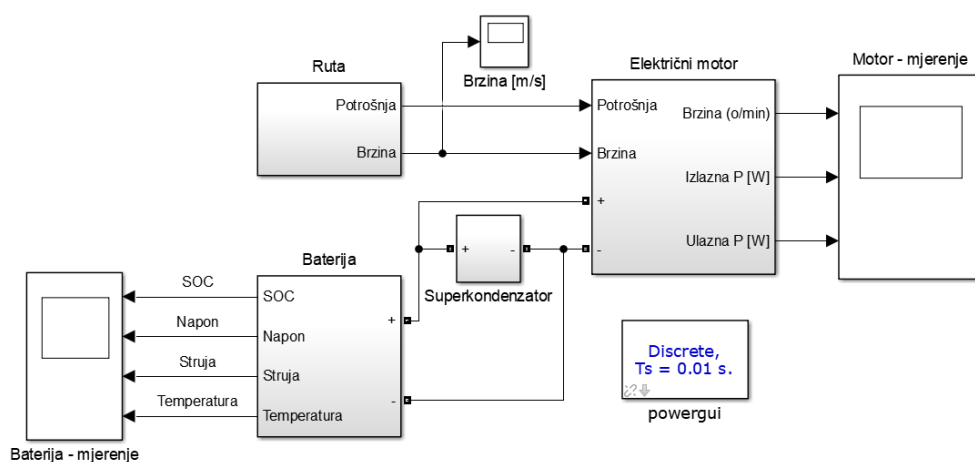 Ruta
Potrošnja
Brzina
Brzina [m/s]
Električni motor
Potrošnja
Brzina
+
-
Brzina (o/min)
Izlazna P [W]
Ulazna P [W]
Motor - mjerenje
+ -
Superkondenzator
Baterija
SOC
Napon
Struja
Temperatura
+
-
SOC
Napon
Struja
Temperatura
Baterija - mjerenje
Discrete,
Ts = 0.01 s.
powergui